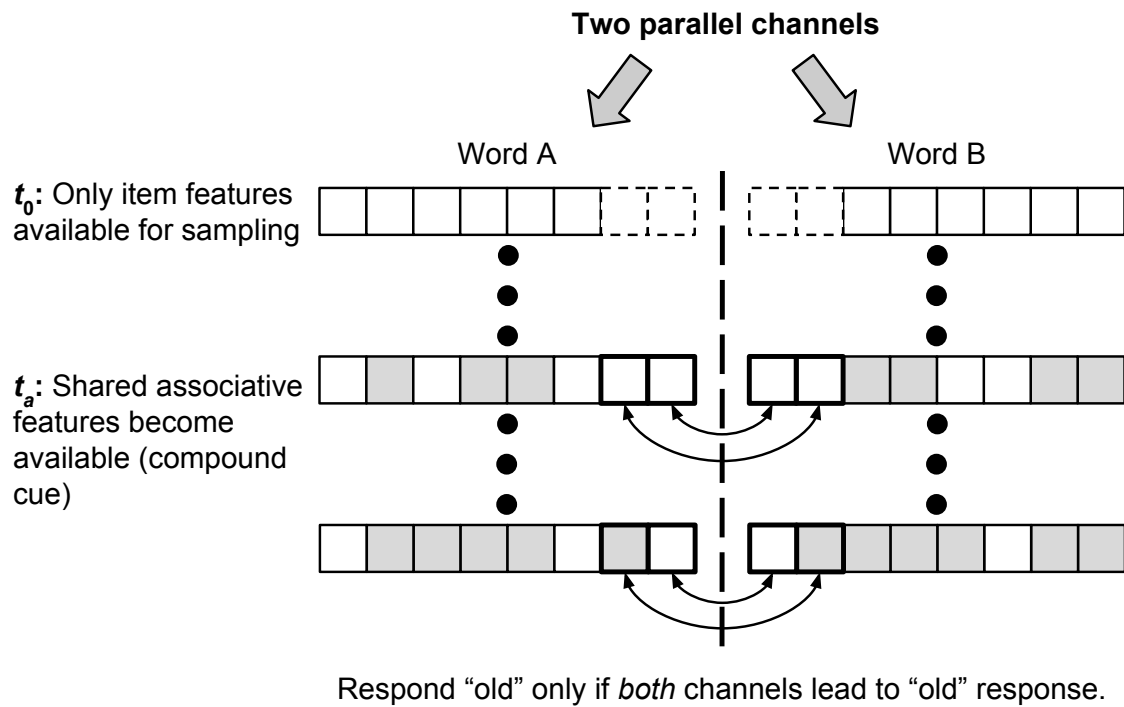 Two parallel channels
Word A
Word B
t0: Only item features
available for sampling
ta: Shared associative
features become
available (compound
cue)
Respond “old” only if both channels lead to “old” response.